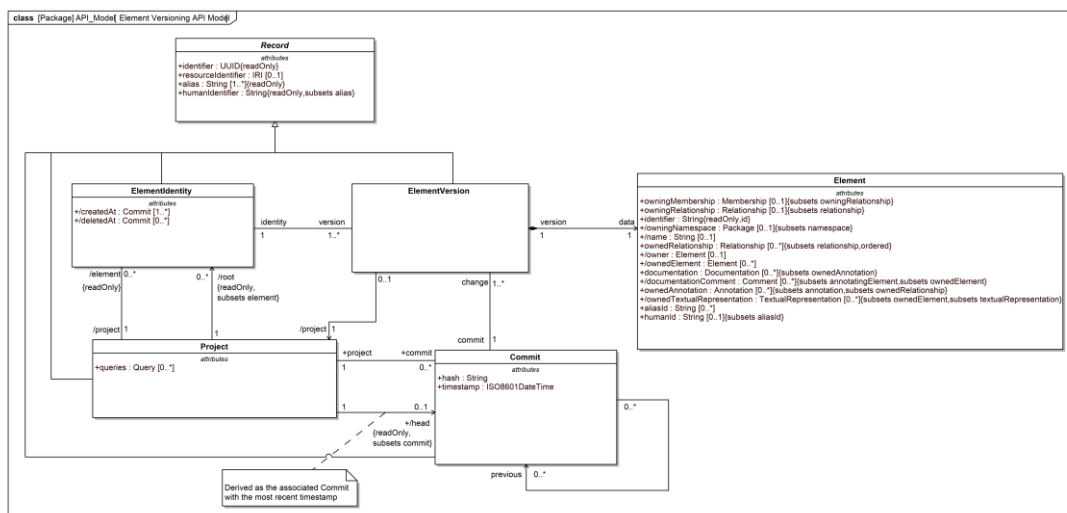 class [Package] API_Model[ Element Versioning API Model ]
Record
attributes
+identifier : UUID{readOnly}
+resourceIdentifier : IRI [0..1]
+alias : String [1..*]{readOnly}
+humanIdentifier : String{readOnly,subsets alias}
ElementIdentity
attributes
+/createdAt : Commit [1..*]
+/deletedAt : Commit [0..*]
identity
1
version
1..*
ElementVersion
version
1
data
1
Element
attributes
+owningMembership : Membership [0..1]{subsets owningRelationship}
+owningRelationship : Relationship [0..1]{subsets relationship}
+identifier : String{readOnly,id}
+/owningNamespace : Package [0..1]{subsets namespace}
+/name : String [0..1]
+ownedRelationship : Relationship [0..*]{subsets relationship,ordered}
+/owner : Element [0..1]
+/ownedElement : Element [0..*]
+documentation : Documentation [0..*]{subsets ownedAnnotation}
+/documentationComment : Comment [0..*]{subsets annotatingElement,subsets ownedElement}
+ownedAnnotation : Annotation [0..*]{subsets annotation,subsets ownedRelationship}
+/ownedTextualRepresentation : TextualRepresentation [0..*]{subsets ownedElement,subsets textualRepresentation}
+aliasId : String [0..*]
+humanId : String [0..1]{subsets aliasId}
/element
0..*
{readOnly}
0..*
/root
{readOnly,
subsets element}
0..1
change
1..*
/project
1
1
/project
1
commit
1
Project
attributes
+queries : Query [0..*]
+project
1
+commit
0..*
Commit
attributes
+hash : String
+timestamp : ISO8601DateTime
1
0..1
+/head
{readOnly,
subsets commit}
0..*
previous
0..*
Derived as the associated Commit
with the most recent timestamp